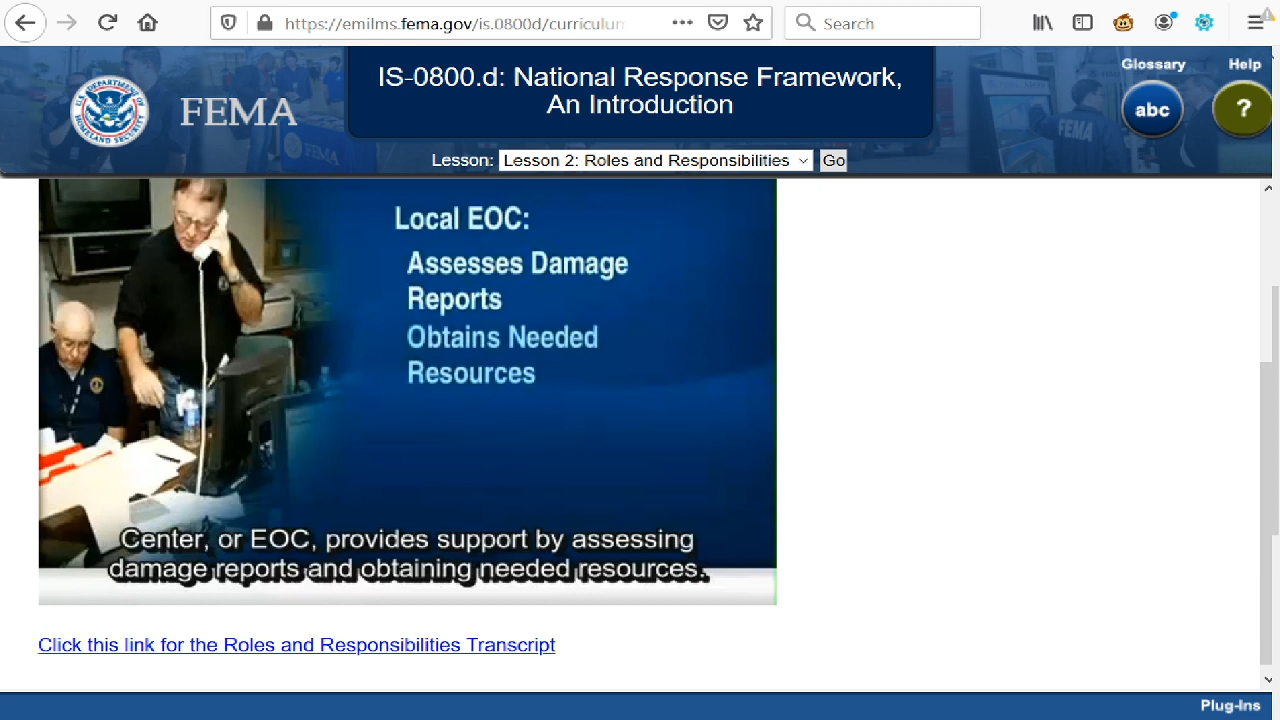 https://emilms.fema.gov/is.0800d/curriculum
Search
FEMA
IS-0800.d: National Response Framework,
An Introduction
Glossary
Help
abc
?
Lesson:
Lesson 2: Roles and Responsibilities
Go
Local EOC:
Assesses Damage
Reports
Obtains Needed
Resources
Center, or EOC, provides support by assessing
damage reports and obtaining needed resources.
Click this link for the Roles and Responsibilities Transcript
Plug-Ins